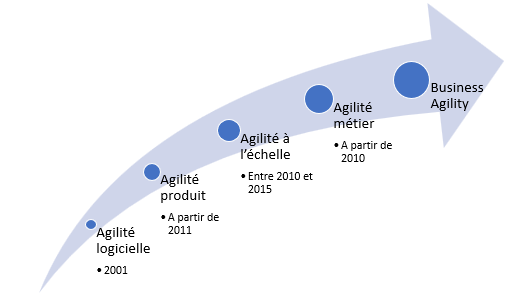 Agilité
logicielle
• 2001
Agilité
produit
• A partir de
2011
Agilité à
l'échelle
• Entre 2010 et
2015
Agilité
métier
• A partir de
2010
Business
Agility